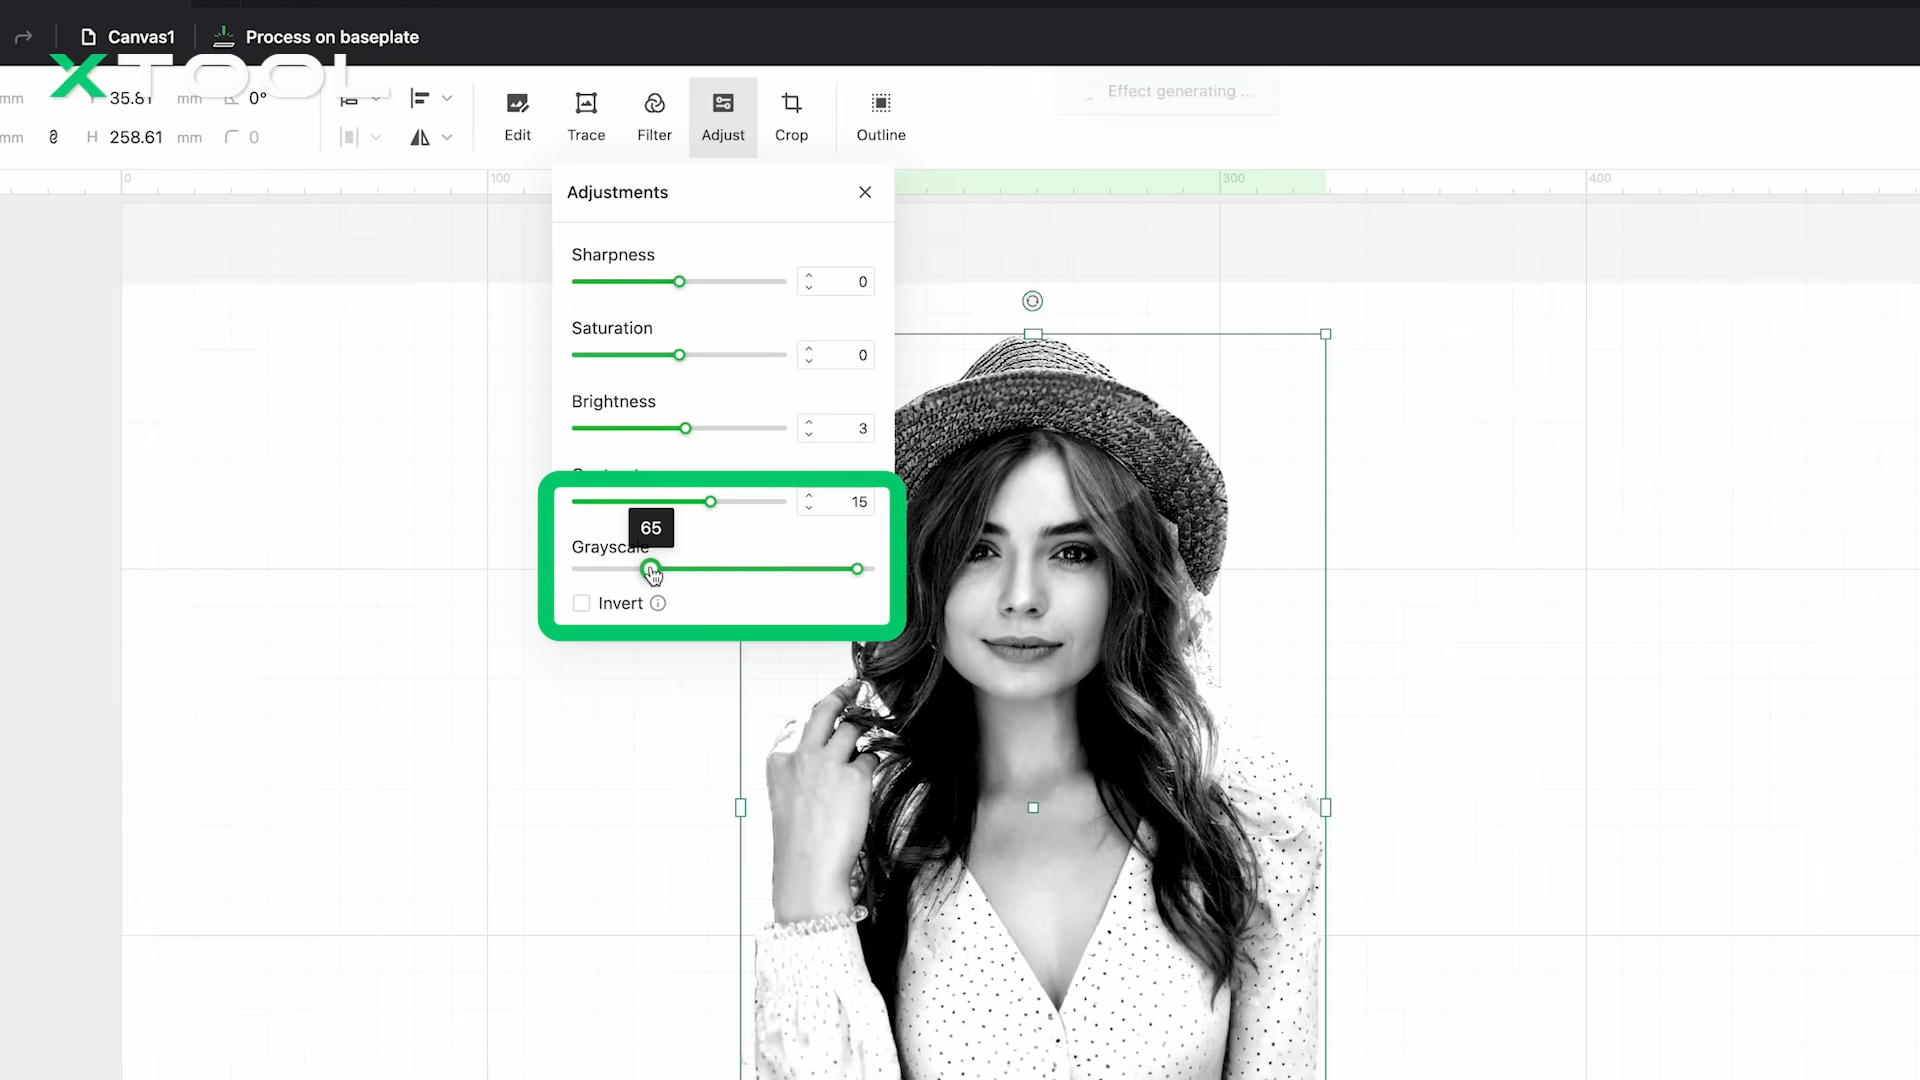 Canvas1
Process on baseplate
XTOOL
mm
Y 35.61 mm
0°
mm
H 258.61 mm
0
Edit
Trace
Filter
Adjust
Crop
Outline
Effect generating ...
0
100
300
400
Adjustments
Sharpness
0
Saturation
0
Brightness
3
15
65
Grayscale
Invert